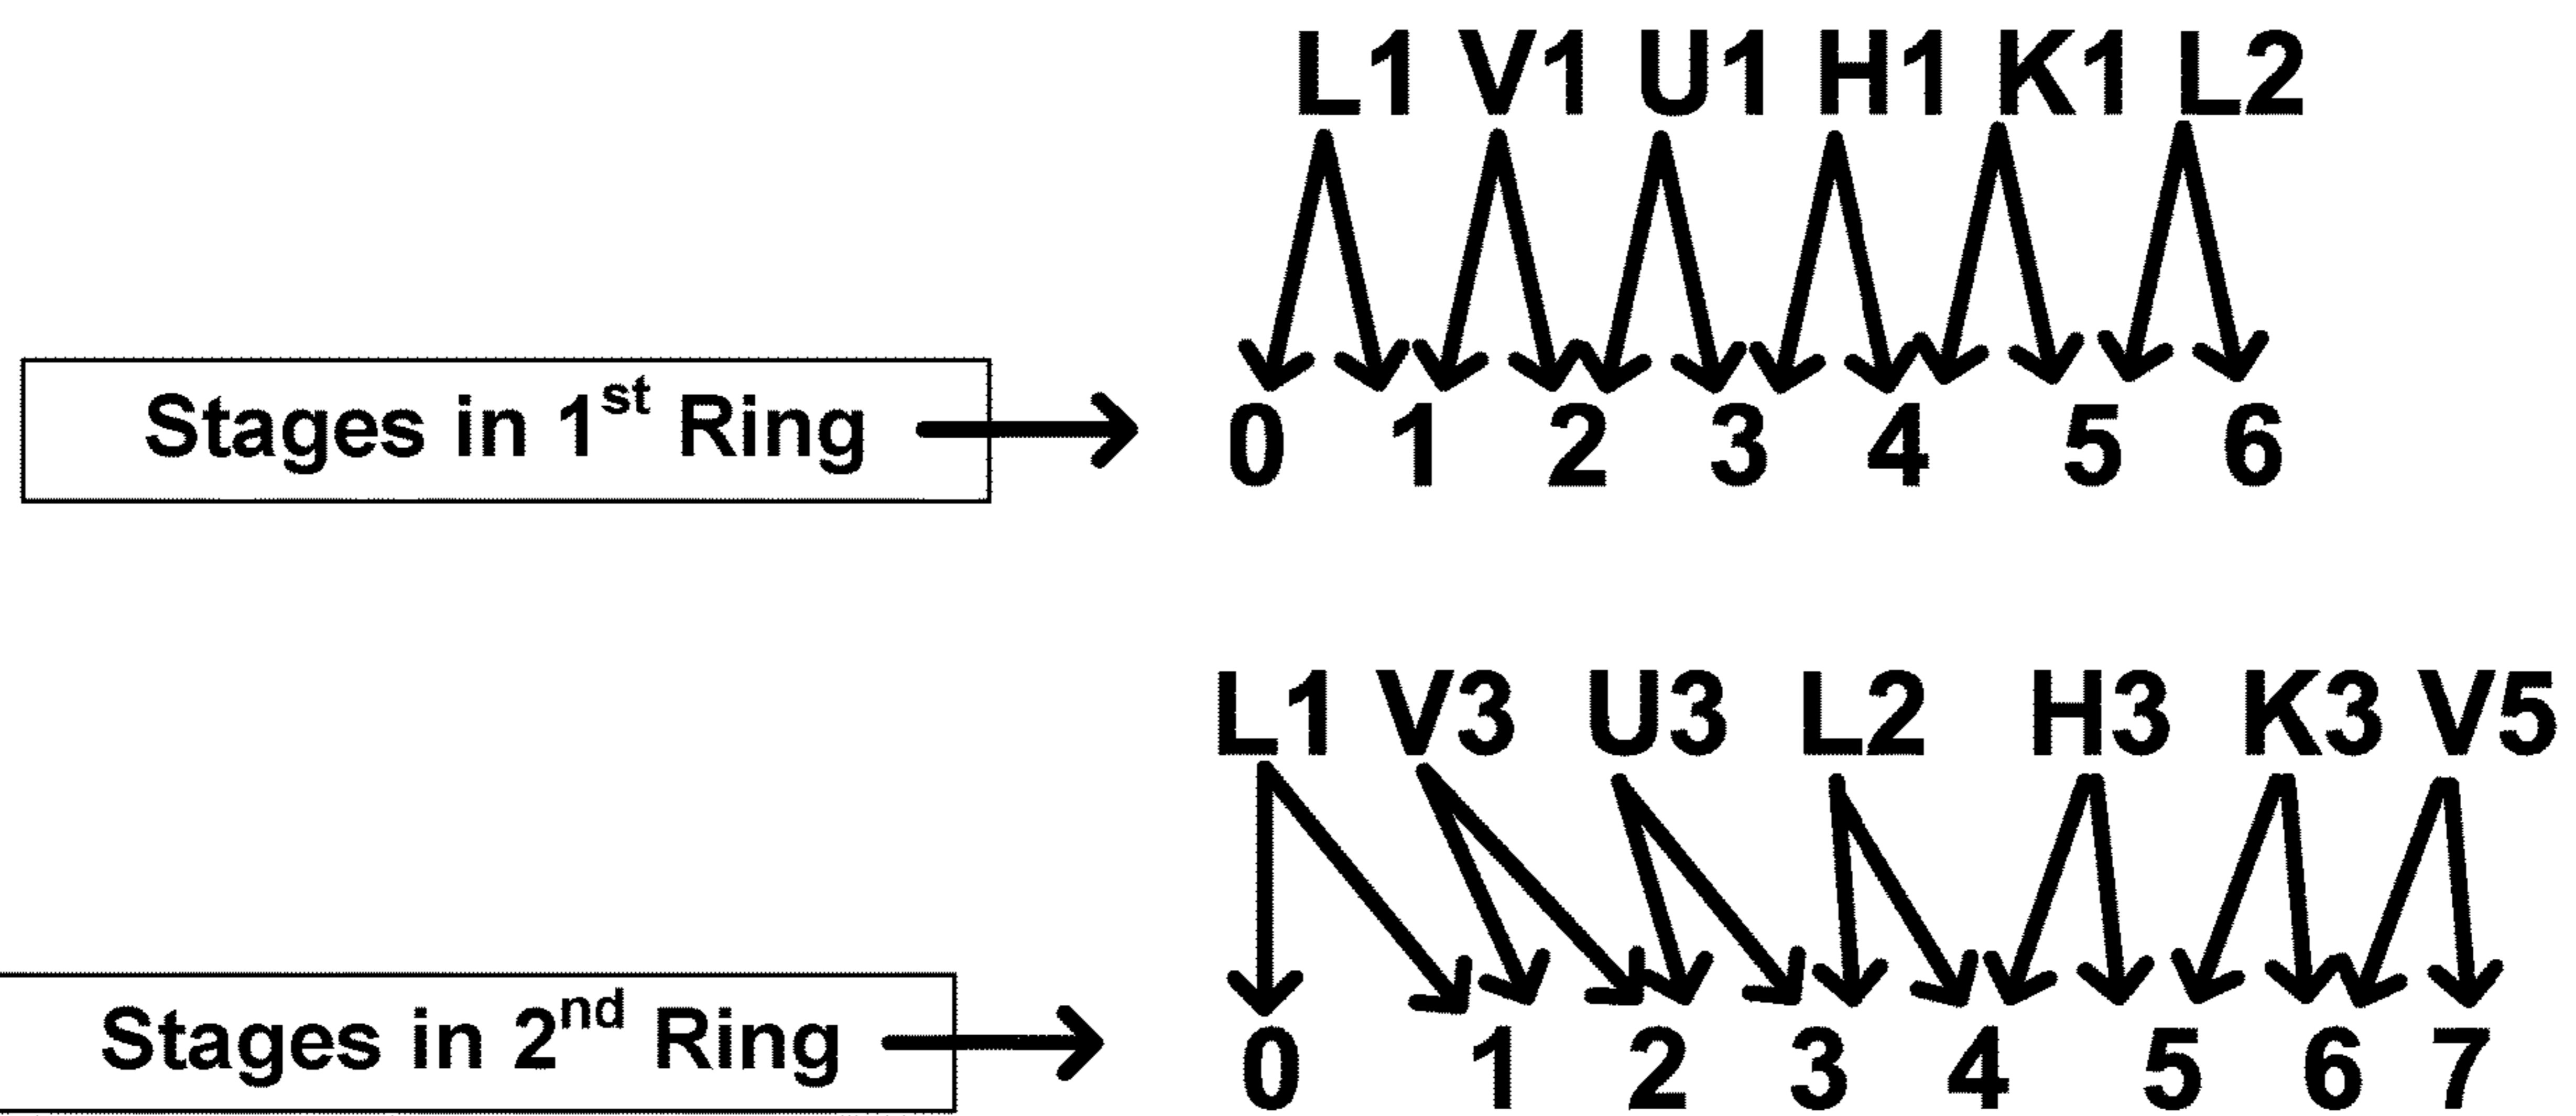 L1 V1 U1 H1 K1 L2
Stages in 1st Ring
0 1 2 3 4 5 6
L1 V3 U3 L2 H3 K3 V5
Stages in 2nd Ring
0 1 2 3 4 5 6 7